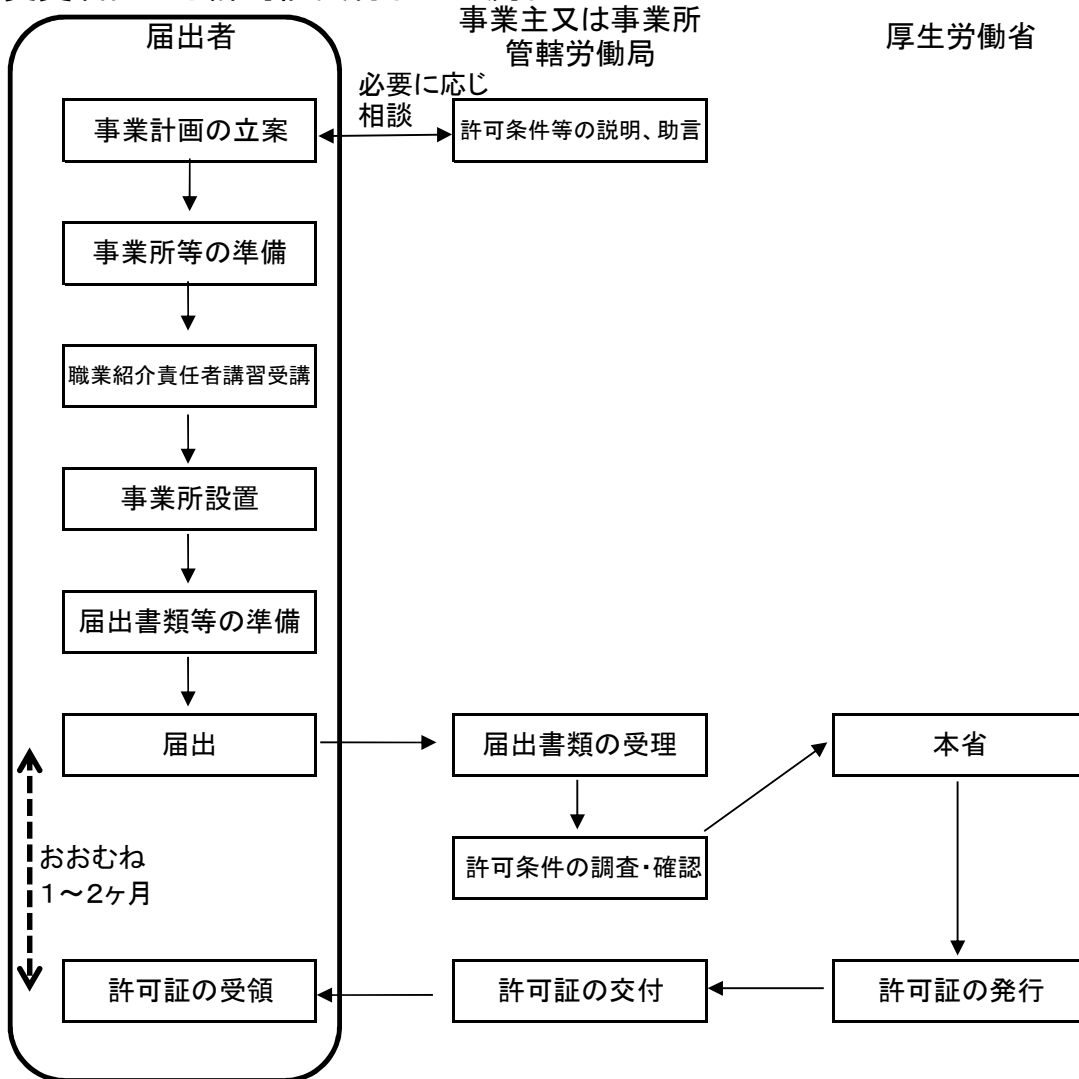 届出者
事業主又は事業所
管轄労働局
厚生労働省
必要に応じ
相談
事業計画の立案
許可条件等の説明、助言
事業所等の準備
職業紹介責任者講習受講
事業所設置
届出書類等の準備
届出
届出書類の受理
本省
許可条件の調査・確認
おおむね
1~2ヶ月
許可証の受領
許可証の交付
許可証の発行